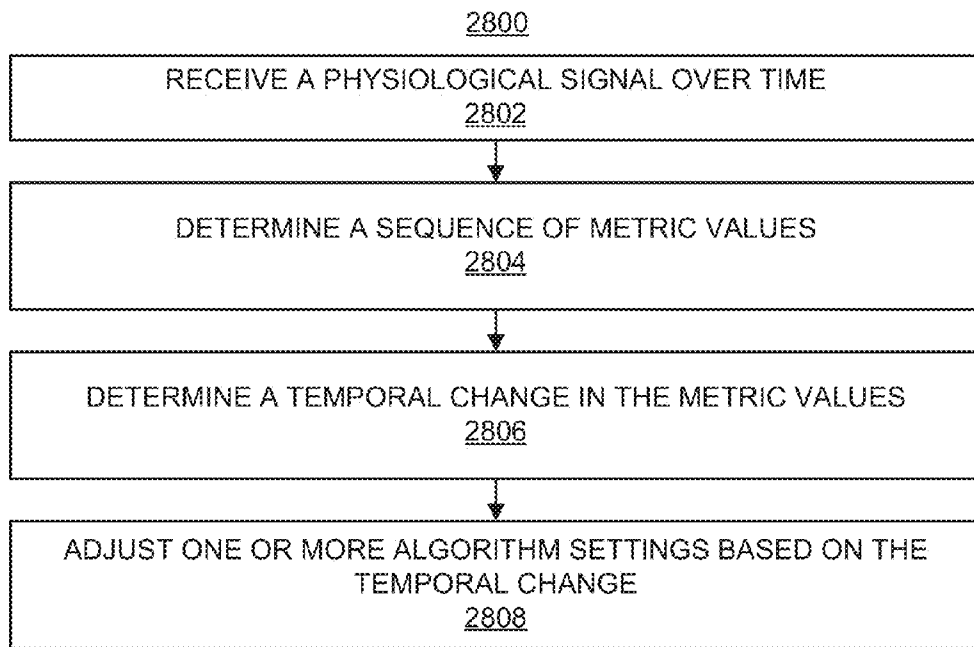 2800
RECEIVE A PHYSIOLOGICAL SIGNAL OVER TIME
2802
DETERMINE A SEQUENCE OF METRIC VALUES
2804
DETERMINE A TEMPORAL CHANGE IN THE METRIC VALUES
2806
ADJUST ONE OR MORE ALGORITHM SETTINGS BASED ON THE
TEMPORAL CHANGE
2808